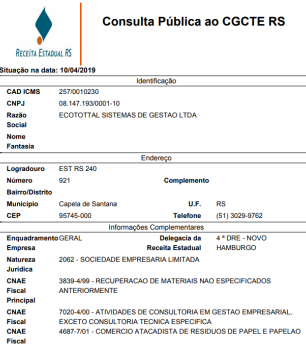 Consulta Pública ao CGCTE RS
RECEITA ESTADUAL RS
Situação na data: 10/04/2019
Identificação
CAD ICMS 257/0010230
CNPJ 08.147.193/0001-10
Razão Social ECOTOTTAL SISTEMAS DE GESTAO LTDA
Nome Fantasia
Endereço
Logradouro EST RS 240
Número 921 Complemento
Bairro/Distrito
Município Capela de Santana U.F. RS
CEP 95745-000 Telefone (51) 3029-9762
Informações Complementares
Enquadramento Empresa GERAL Delegacia da Receita Estadual 4 ª DRE - NOVO HAMBURGO
Natureza Jurídica 2062 - SOCIEDADE EMPRESARIA LIMITADA
CNAE Fiscal Principal 3839-4/99 - RECUPERACAO DE MATERIAIS NAO ESPECIFICADOS ANTERIORMENTE
CNAE Fiscal 7020-4/00 - ATIVIDADES DE CONSULTORIA EM GESTAO EMPRESARIAL, EXCETO CONSULTORIA TECNICA ESPECIFICA
CNAE Fiscal 4687-7/01 - COMERCIO ATACADISTA DE RESIDUOS DE PAPEL E PAPELAO